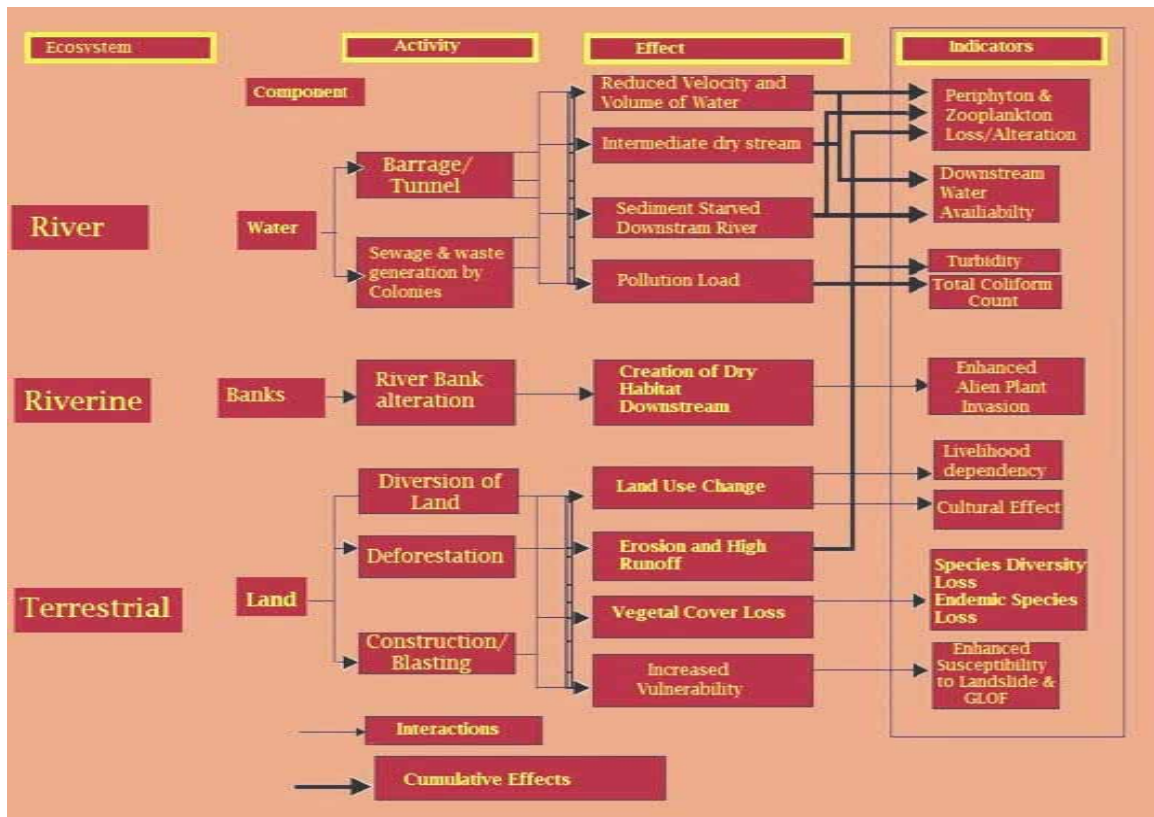 Ecosvstem
Activity
Effect
Indicators
Component
Reduced Velocity and
Volume of Water
Periphyton &
Zooplankton
Loss/Alteration
Intermediate dry stream
Barrage/
Tunnel
Downstream
Water
Availiabilty
River
Water
Sediment Starved
Downstram River
Sewage & waste
generation by
Colonies
Pollution Load
Turbidity
Total Coliform
Count
Riverine
Banks
River Bank
alteration
Creation of Dry
Habitat
Downstream
Enhanced
Alien Plant
Invasion
Diversion of
Land
Land Use Change
Livelihood
dependency
Cultural Effect
Deforestation
Erosion and High
Runoff
Terrestrial
Land
Vegetal Cover Loss
Species Diversity
Loss
Endemic Species
Loss
Construction/
Blasting
Increased
Vulnerability
Enhanced
Susceptibility
to Landslide &
GLOF
Interactions
Cumulative Effects